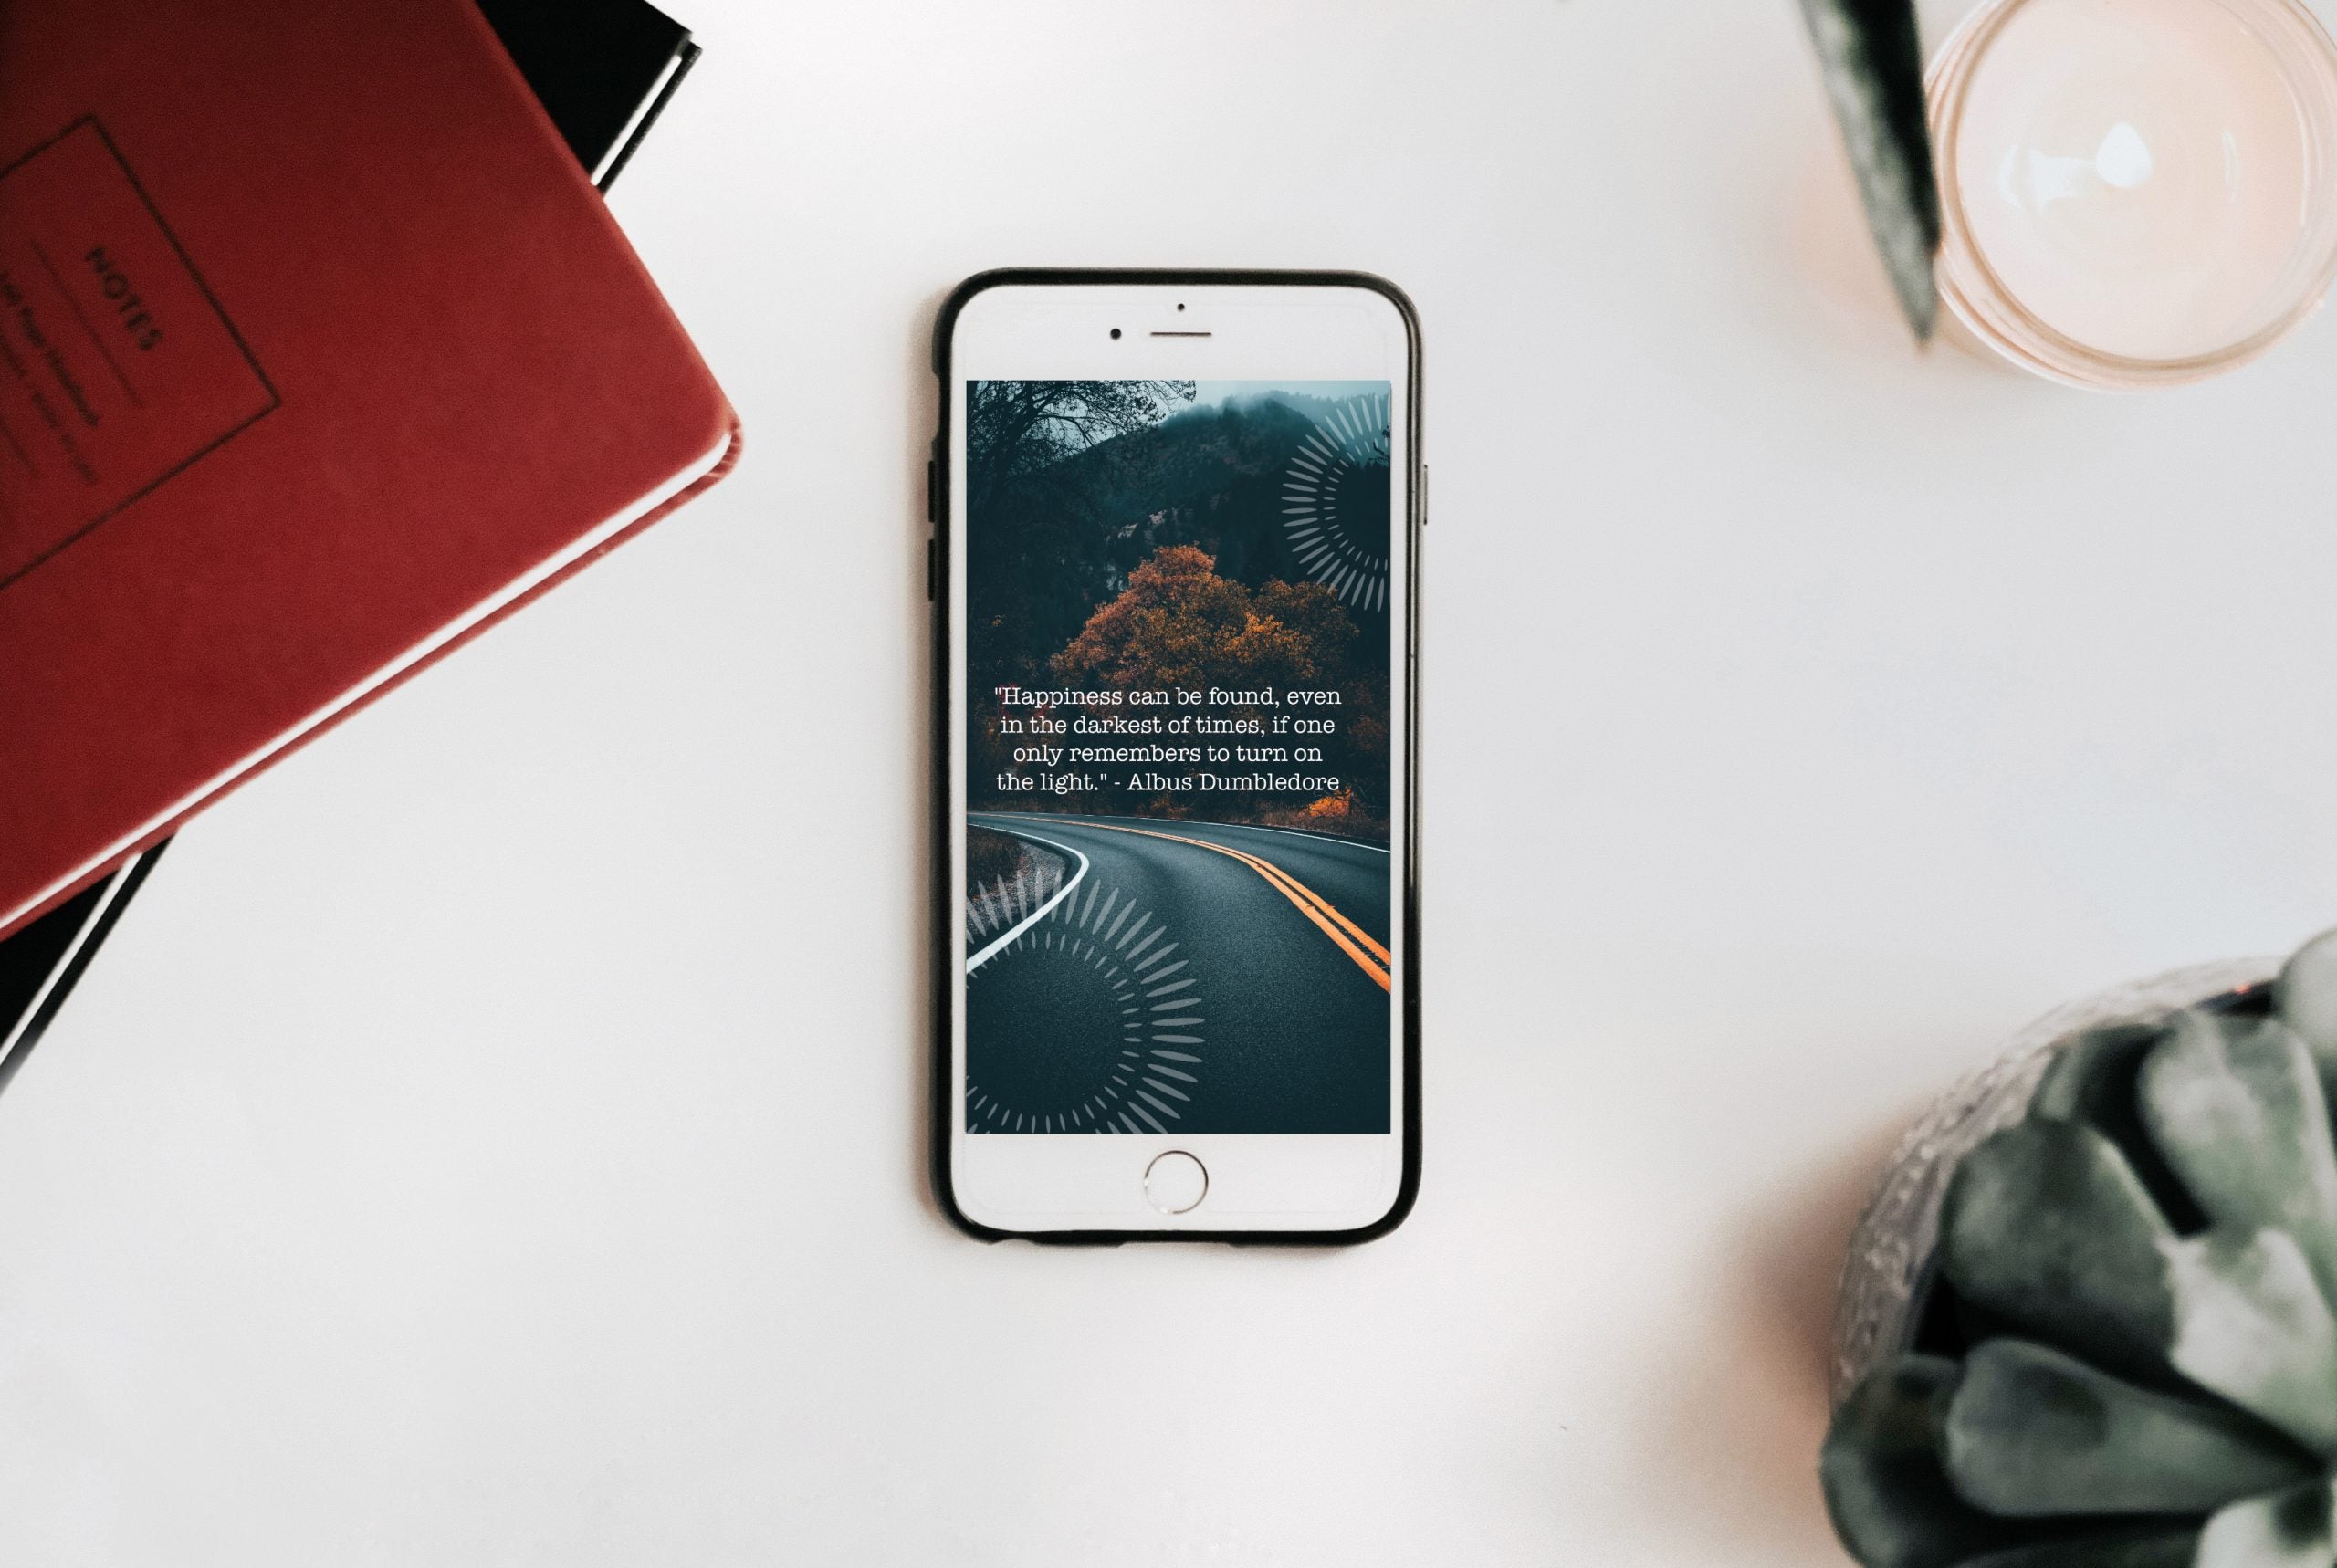 NOTES
"Happiness can be found, even
in the darkest of times, if one
only remembers to turn on
the light." - Albus Dumbledore